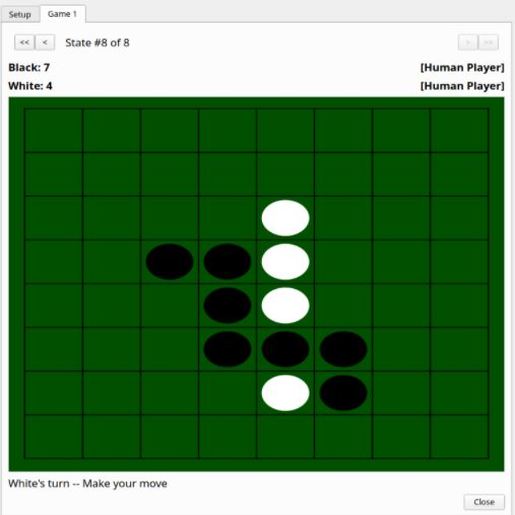 Setup Game 1
<< < State #8 of 8 > >>
Black: 7 [Human Player]
White: 4 [Human Player]
White's turn -- Make your move
Close